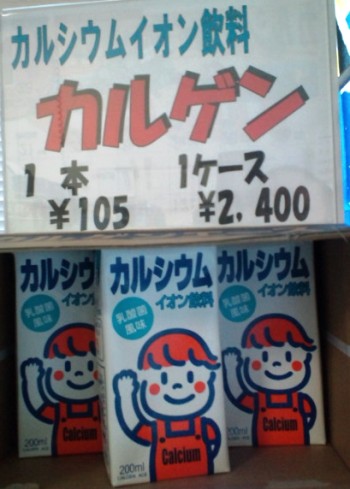 カルシウムイオン飲料
カルゲン
1本 1ケース
¥105 ¥2,400
カルシウ
イオン
乳酸菌
風味
Calcium
200ml
カルシウム
イオン飲料
乳酸菌
風味
Calcium
200ml
カルシウム
イオン飲料
乳酸菌
風味
Calcium
200ml